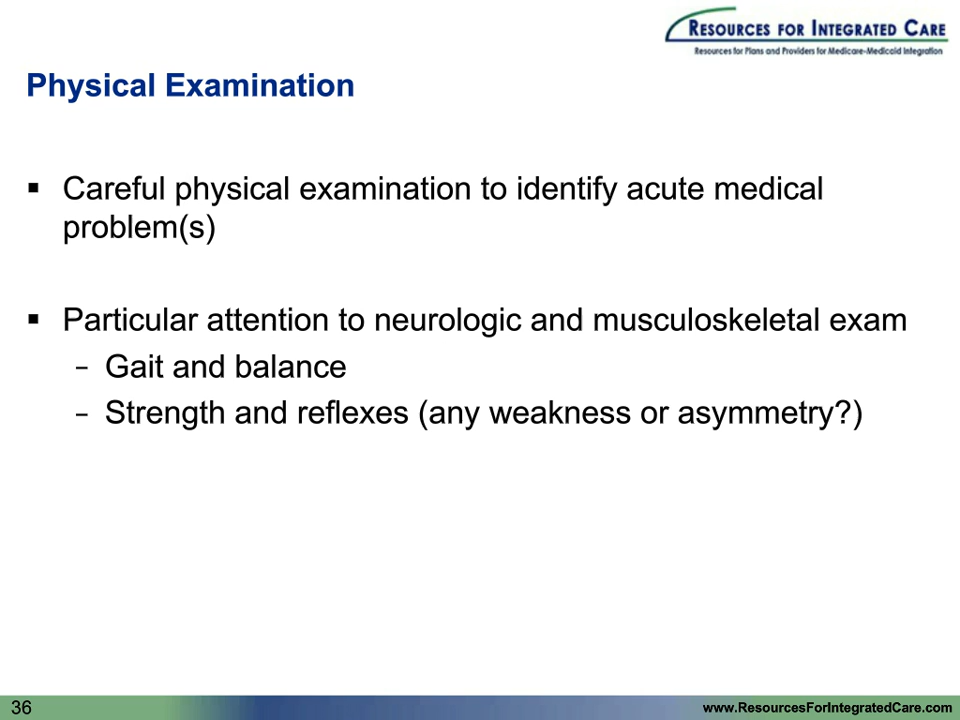 RESOURCES FOR INTEGRATED CARE
Resources for Plans and Providers for Medicare-Medicaid Integration
Physical Examination
▪ Careful physical examination to identify acute medical
problem(s)
▪ Particular attention to neurologic and musculoskeletal exam
− Gait and balance
− Strength and reflexes (any weakness or asymmetry?)
36
www.ResourcesForIntegratedCare.com